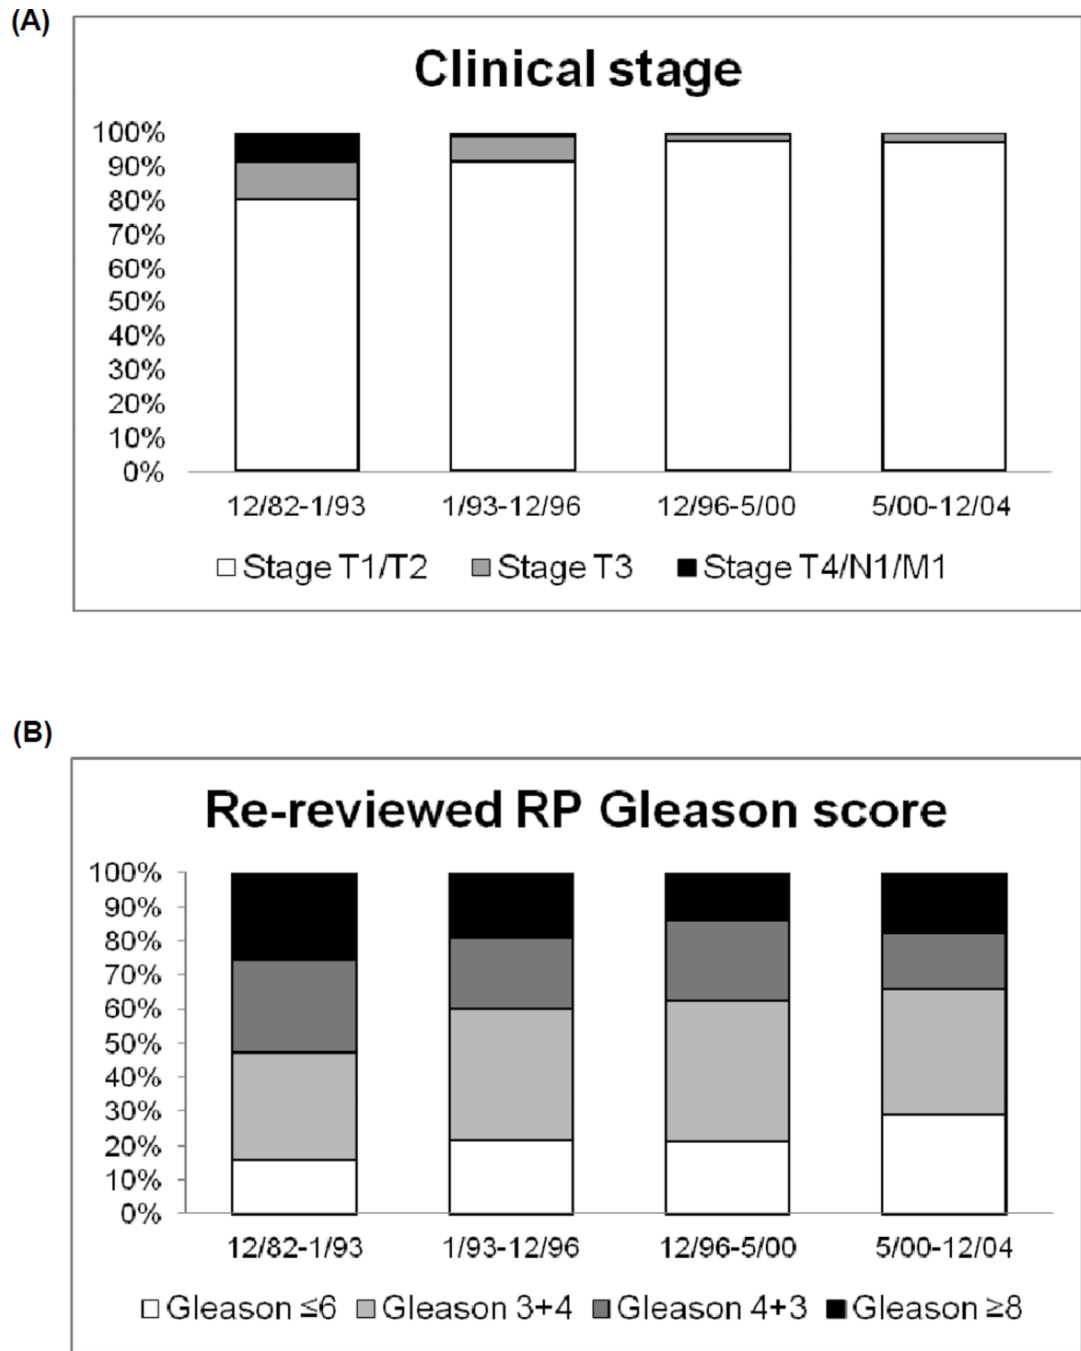 (A)
Clinical stage
100%
90%
80%
70%
60%
50%
40%
30%
20%
10%
0%
12/82-1/93 1/93-12/96 12/96-5/00 5/00-12/04
Stage T1/T2 Stage T3 Stage T4/N1/M1
(B)
Re-reviewed RP Gleason score
100%
90%
80%
70%
60%
50%
40%
30%
20%
10%
0%
12/82-1/93 1/93-12/96 12/96-5/00 5/00-12/04
Gleason ≤6 Gleason 3+4 Gleason 4+3 Gleason ≥8